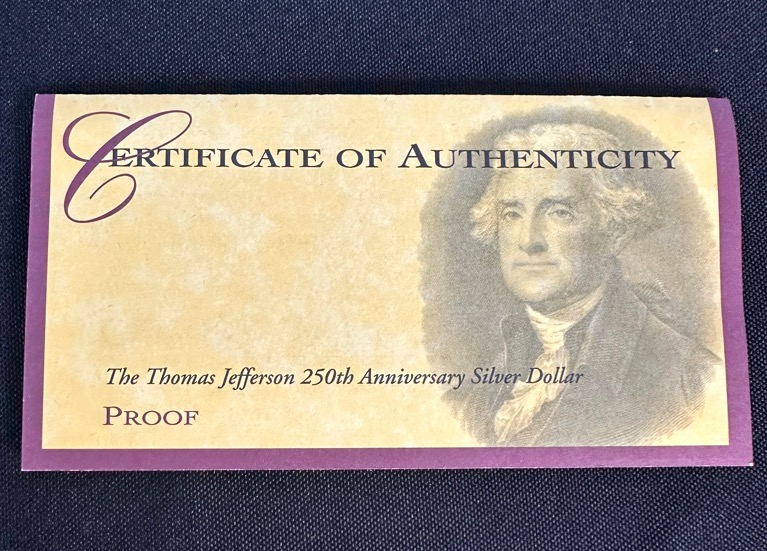 Certificate of Authenticity
The Thomas Jefferson 250th Anniversary Silver Dollar
Proof